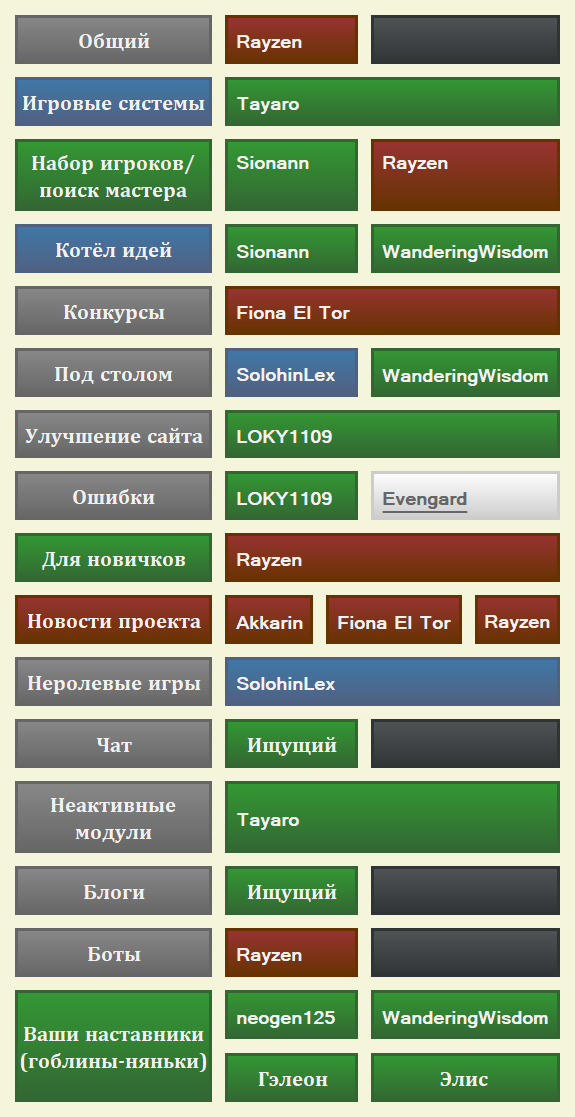 Общий Rayzen
Игровые системы Tayaro
Набор игроков/
поиск мастера
Sionann Rayzen
Котёл идей Sionann WanderingWisdom
Конкурсы Fiona El Tor
Под столом SolohinLex WanderingWisdom
Улучшение сайта LOKY1109
Ошибки LOKY1109 Evengard
Для новичков Rayzen
Новости проекта Akkarin Fiona El Tor Rayzen
Неролевые игры SolohinLex
Чат Ищущий
Неактивные
модули
Tayaro
Блоги Ищущий
Боты Rayzen
Ваши наставники
(гоблины-няньки)
neogen125 WanderingWisdom
Гэлеон Элис